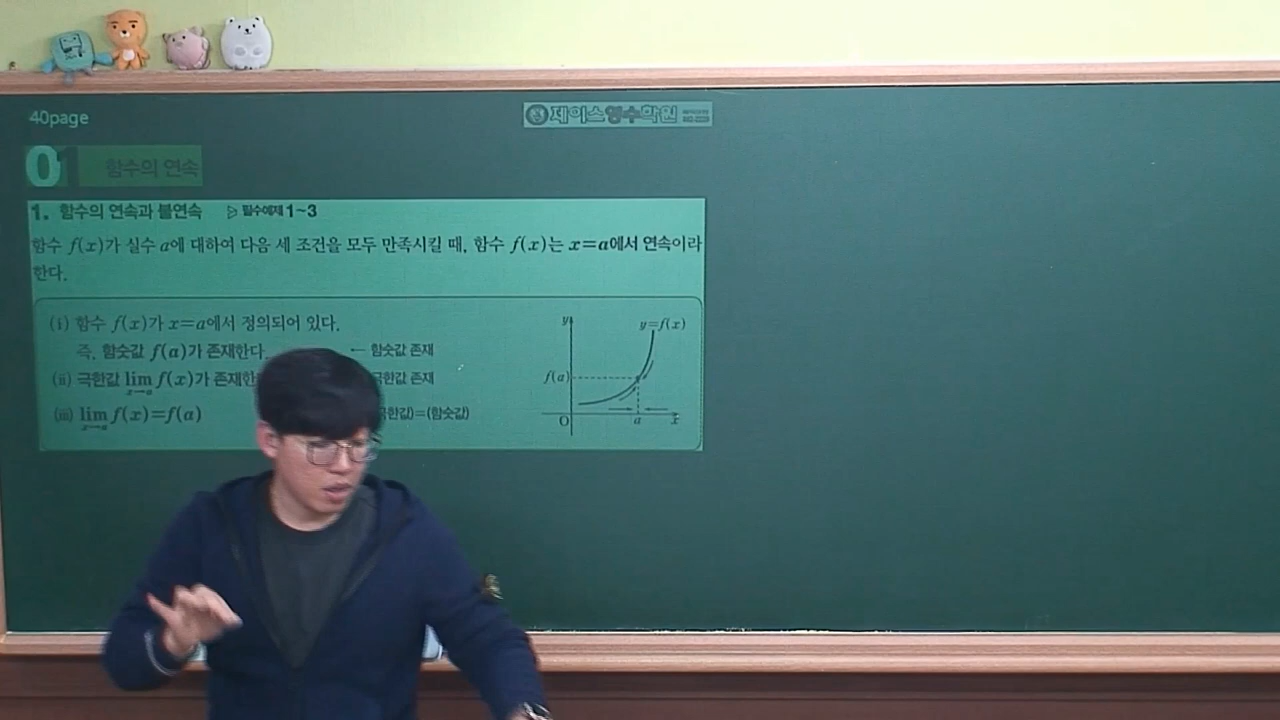 40page
제이스영수학원
01 함수의 연속
1. 함수의 연속과 불연속 ▷ 필수예제 1~3
함수 f(x)가 실수 a에 대하여 다음 세 조건을 모두 만족시킬 때, 함수 f(x)는 x=a에서 연속이라
한다.
(i) 함수 f(x)가 x=a에서 정의되어 있다.
즉, 함숫값 f(a)가 존재한다. ← 함숫값 존재
(ii) 극한값 lim x→a f(x)가 존재한 극한값 존재
(iii) lim x→a f(x)=f(a) 극한값)=(함숫값)
y
y=f(x)
f(a)
O a x